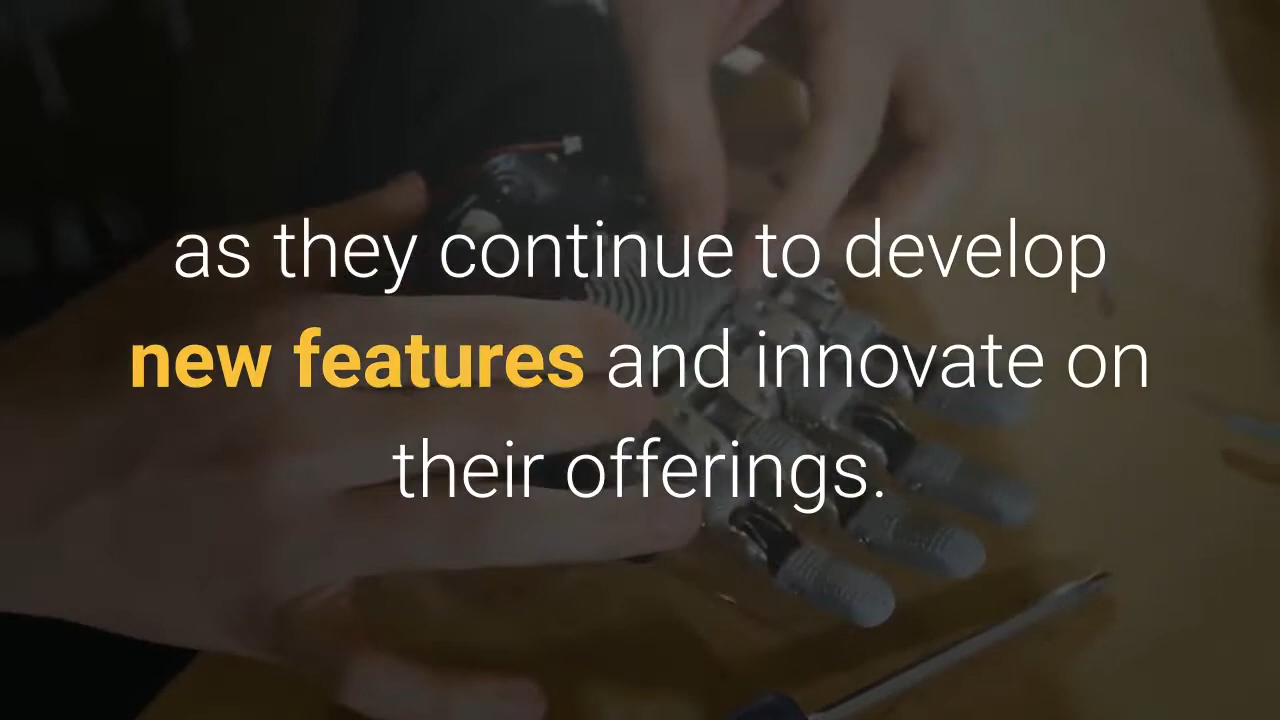 as they continue to develop
new features and innovate on
their offerings.